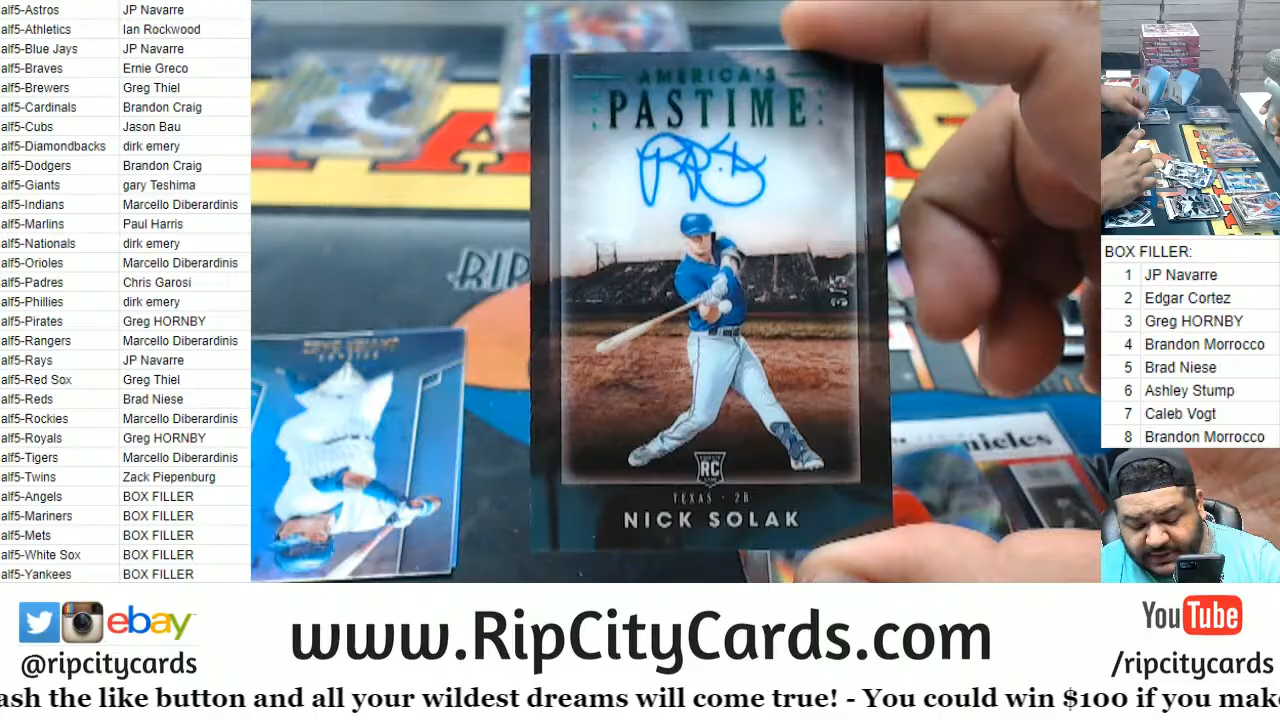 alf5-Astros JP Navarre
alf5-Athletics Ian Rockwood
alf5-Blue Jays JP Navarre
alf5-Braves Ernie Greco
alf5-Brewers Greg Thiel
alf5-Cardinals Brandon Craig
alf5-Cubs Jason Bau
alf5-Diamondbacks dirk emery
alf5-Dodgers Brandon Craig
alf5-Giants gary Teshima
alf5-Indians Marcello Diberardinis
alf5-Marlins Paul Harris
alf5-Nationals dirk emery
alf5-Orioles Marcello Diberardinis
alf5-Padres Chris Garosi
alf5-Phillies dirk emery
alf5-Pirates Greg HORNBY
alf5-Rangers Marcello Diberardinis
alf5-Rays JP Navarre
alf5-Red Sox Greg Thiel
alf5-Reds Brad Niese
alf5-Rockies Marcello Diberardinis
alf5-Royals Greg HORNBY
alf5-Tigers Marcello Diberardinis
alf5-Twins Zack Piepenburg
alf5-Angels BOX FILLER
alf5-Mariners BOX FILLER
alf5-Mets BOX FILLER
alf5-White Sox BOX FILLER
alf5-Yankees BOX FILLER
AMERICA'S
PASTIME
3/5
RC
TEXAS · 2B
NICK SOLAK
RIP
nicles
BOX FILLER:
1 JP Navarre
2 Edgar Cortez
3 Greg HORNBY
4 Brandon Morrocco
5 Brad Niese
6 Ashley Stump
7 Caleb Vogt
8 Brandon Morrocco
ebay
@ripcitycards
www.RipCityCards.com
YouTube
/ripcitycards
ash the like button and all your wildest dreams will come true! - You could win $100 if you make